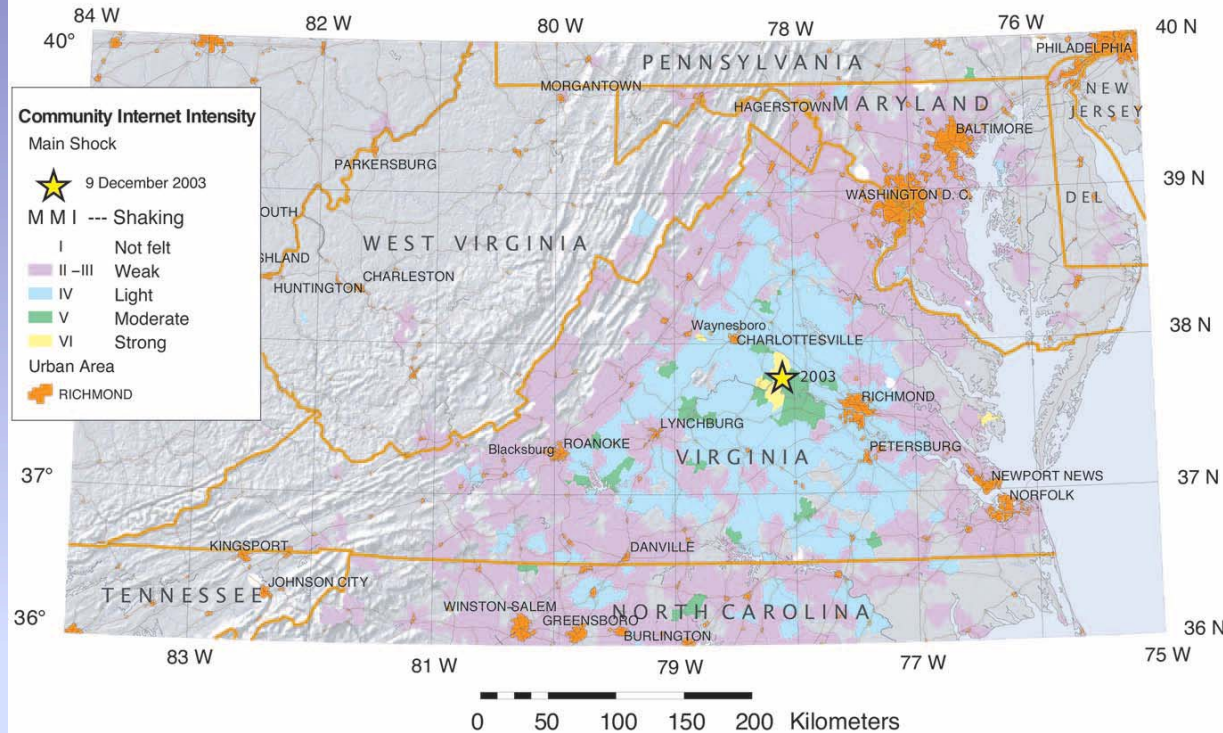 84 W
82 W
80 W
78 W
76 W
40 N
40°
PHILADELPHIA
PENNSYLVANIA
MORGANTOWN
NEW
JERSEY
HAGERSTOWN
MARYLAND
BALTIMORE
Community Internet Intensity
Main Shock
9 December 2003
M M I --- Shaking
I Not felt
II –III Weak
IV Light
V Moderate
VI Strong
Urban Area
RICHMOND
PARKERSBURG
39 N
WASHINGTON D. C.
DEL
OUTH
WEST VIRGINIA
SHLAND
CHARLESTON
HUNTINGTON
38 N
Waynesboro
CHARLOTTESVILLE
2003
RICHMOND
LYNCHBURG
Blacksburg
ROANOKE
PETERSBURG
VIRGINIA
37°
NEWPORT NEWS
37 N
NORFOLK
KINGSPORT
DANVILLE
JOHNSON CITY
TENNESSEE
WINSTON-SALEM
NORTH CAROLINA
GREENSBORO
BURLINGTON
36°
36 N
83 W
81 W
79 W
77 W
75 W
0 50 100 150 200 Kilometers